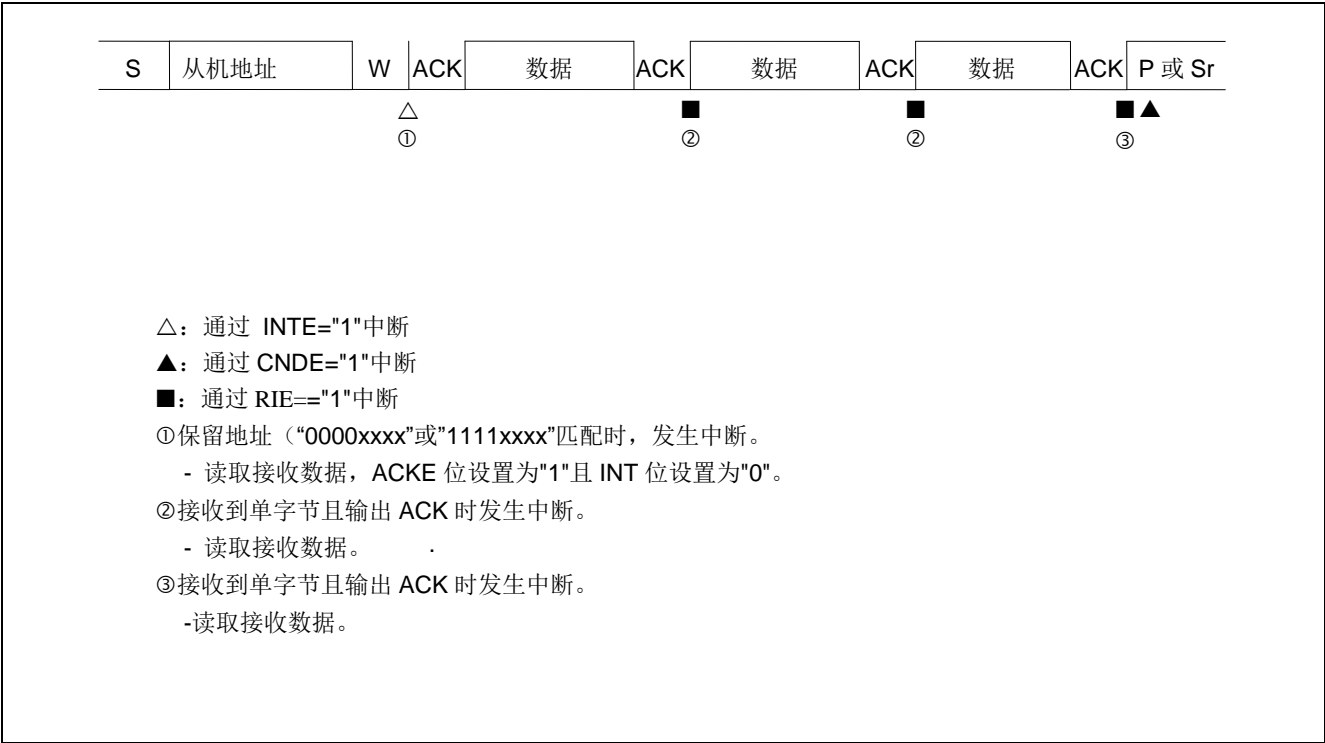 S 从机地址 W ACK 数据 ACK 数据 ACK 数据 ACK P 或 Sr
△ ■ ■ ■ ▲
① ② ② ③
△：通过 INTE="1"中断
▲：通过 CNDE="1"中断
■：通过 RIE=="1"中断
①保留地址（“0000xxxx”或”1111xxxx”匹配时，发生中断。
- 读取接收数据，ACKE 位设置为"1"且 INT 位设置为"0"。
②接收到单字节且输出 ACK 时发生中断。
- 读取接收数据。 .
③接收到单字节且输出 ACK 时发生中断。
-读取接收数据。